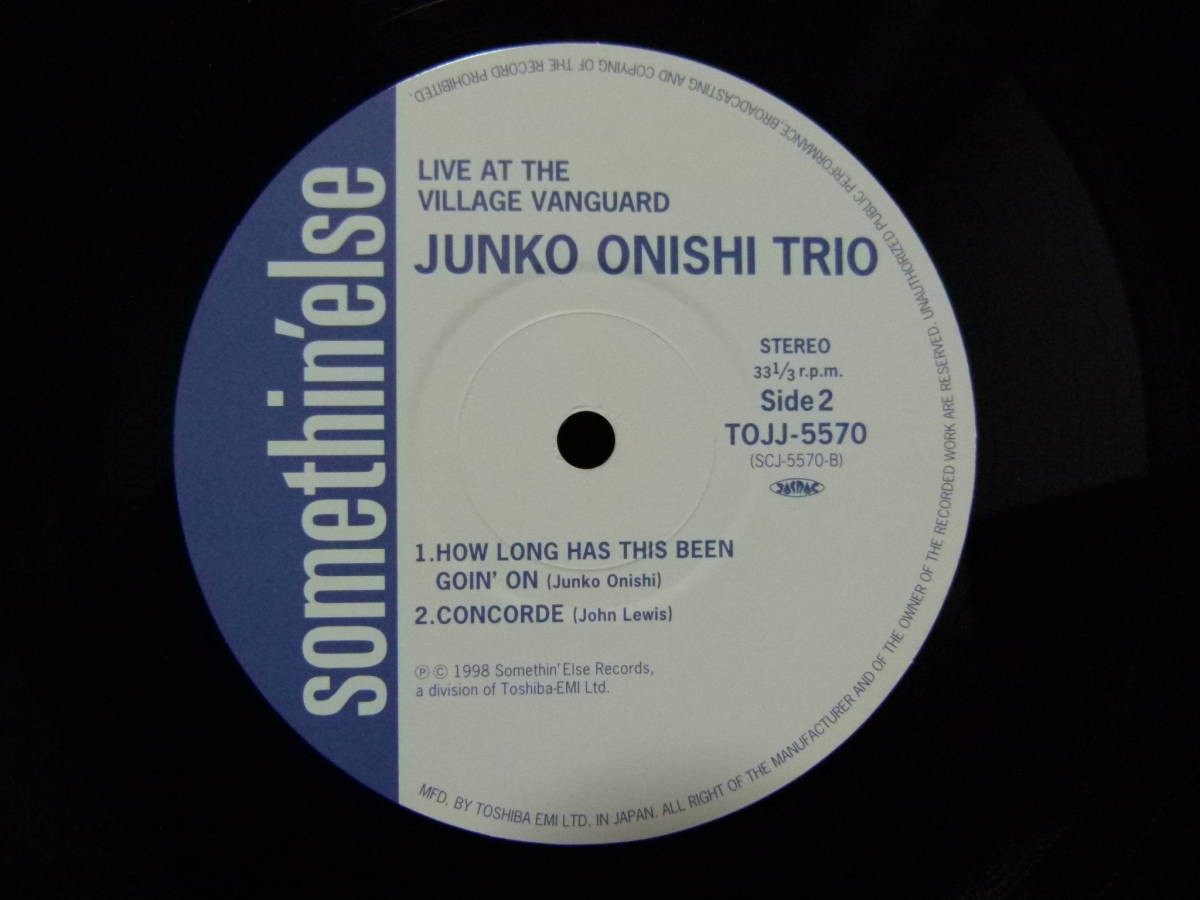 somethin'else
LIVE AT THE
VILLAGE VANGUARD
JUNKO ONISHI TRIO
STEREO
33 1/3 r.p.m.
Side 2
TOJJ-5570
(SCJ-5570-B)
JASRAC
1.HOW LONG HAS THIS BEEN
GOIN' ON (Junko Onishi)
2.CONCORDE (John Lewis)
Ⓟ© 1998 Somethin' Else Records,
a division of Toshiba-EMI Ltd.
MFD. BY TOSHIBA EMI LTD. IN JAPAN. ALL RIGHT OF THE MANUFACTURER AND OF THE OWNER OF THE RECORDED WORK ARE RESERVED. UNAUTHORIZED PUBLIC PERFORMANCE, BROADCASTING AND COPYING OF THE RECORD PROHIBITED.